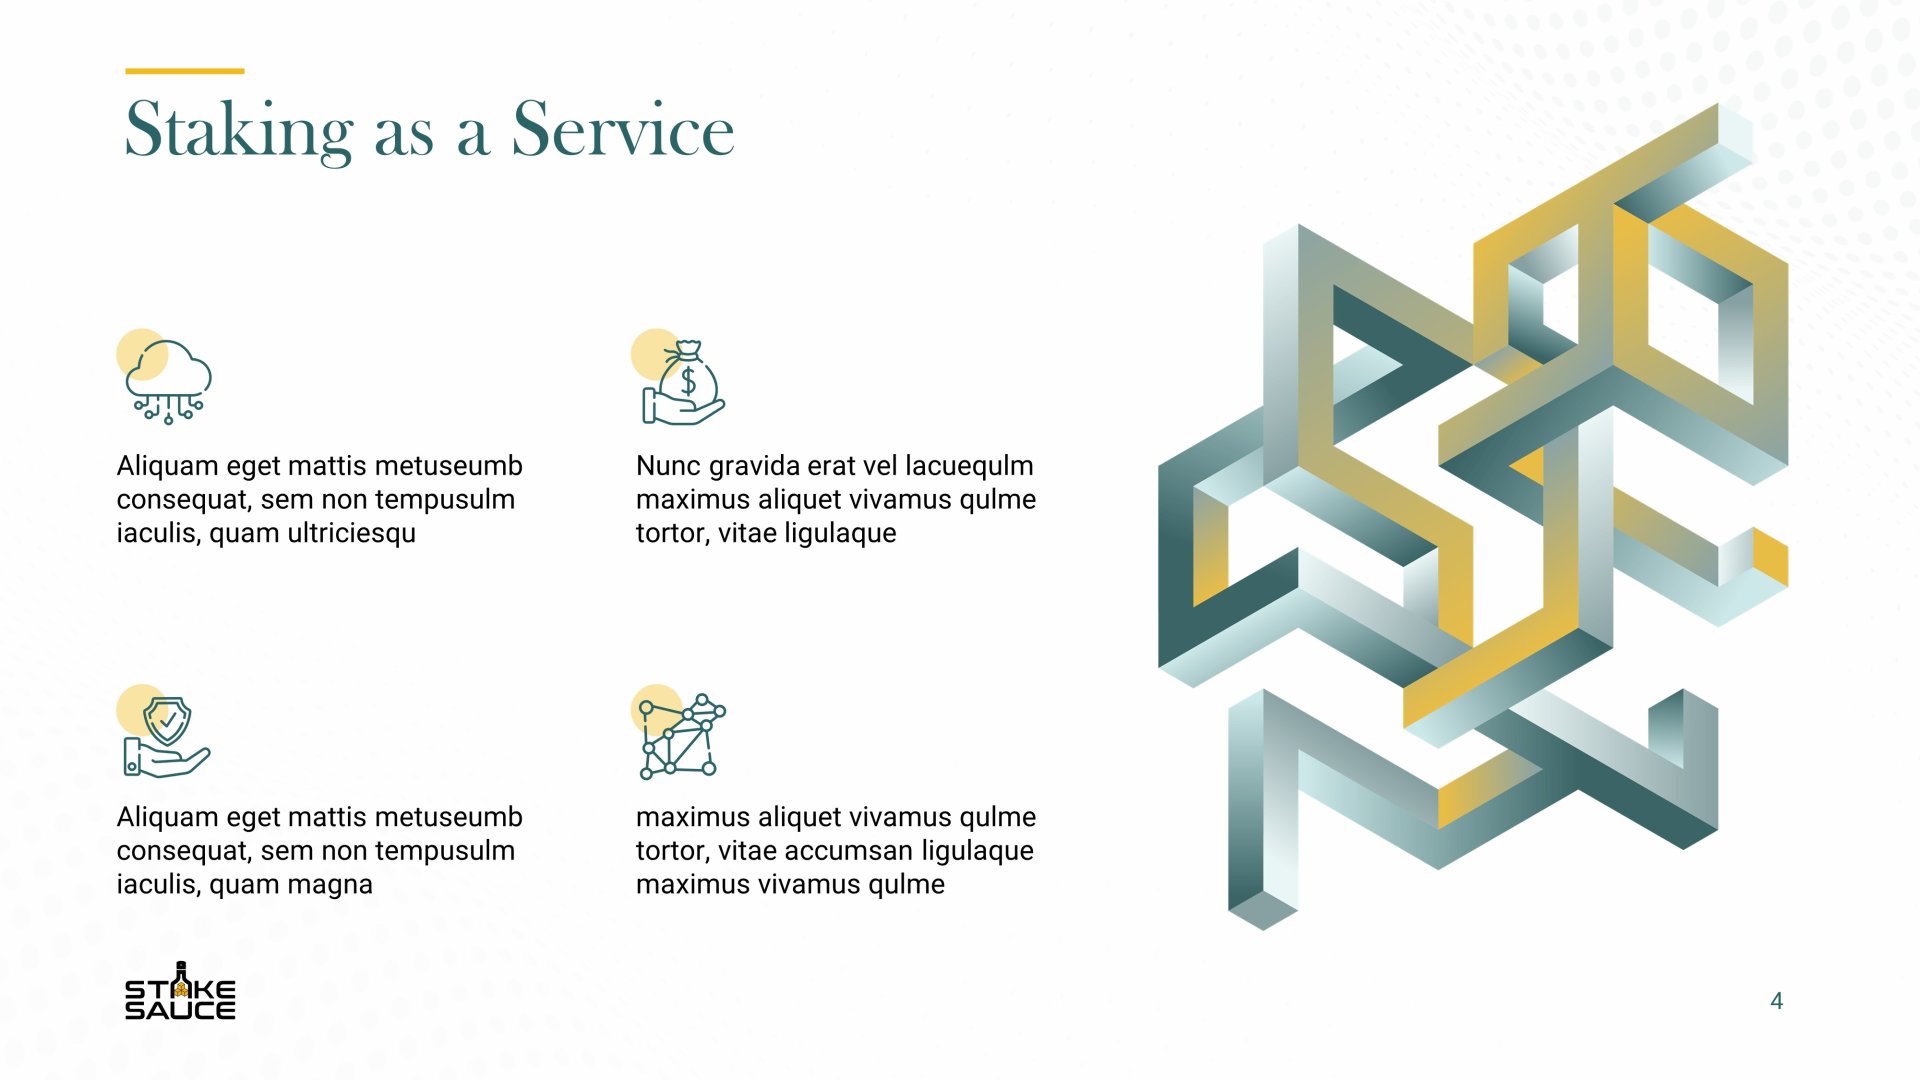 Staking as a Service
$
Aliquam eget mattis metuseumb
consequat, sem non tempusulm
iaculis, quam ultriciesqu
Nunc gravida erat vel lacuequlm
maximus aliquet vivamus qulme
tortor, vitae ligulaque
Aliquam eget mattis metuseumb
consequat, sem non tempusulm
iaculis, quam magna
maximus aliquet vivamus qulme
tortor, vitae accumsan ligulaque
maximus vivamus qulme
STAKE
SAUCE
4